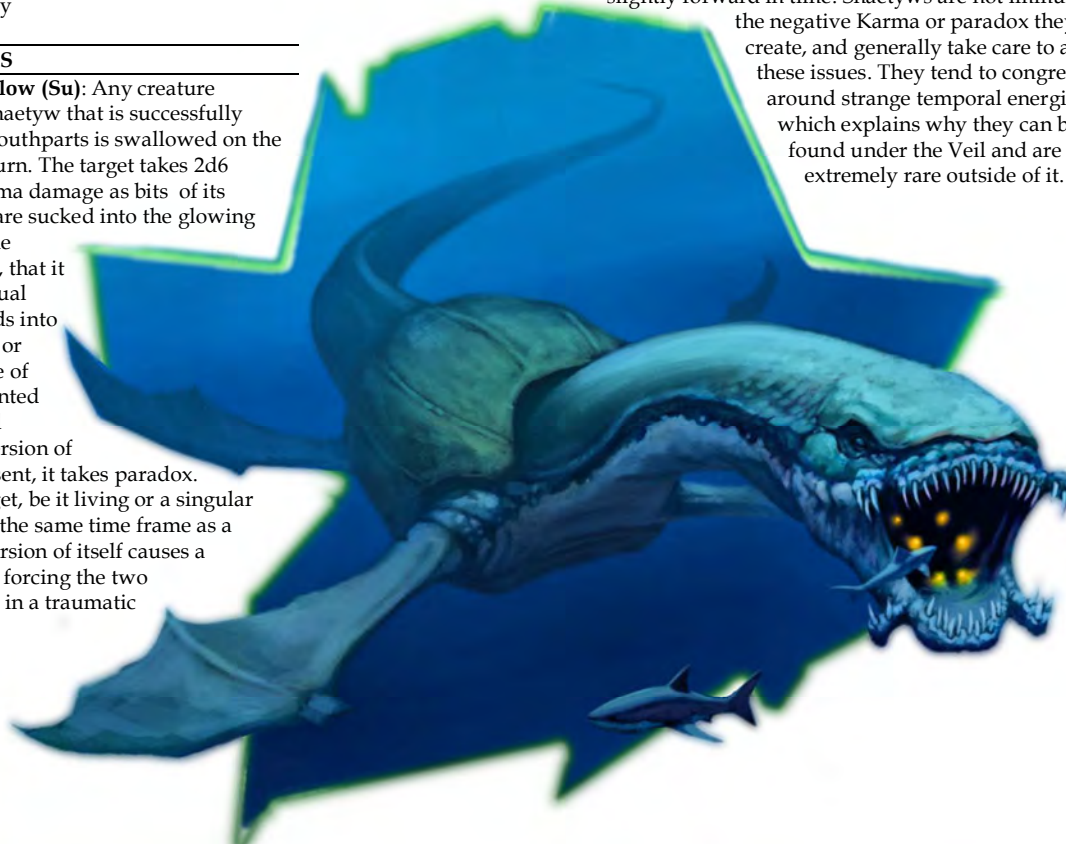 y
S
low (Su): Any creature
haetyw that is successfully
outhparts is swallowed on the
urn. The target takes 2d6
ma damage as bits of its
are sucked into the glowing
e
, that it
ual
ds into
or
e of
nted
rsion of
sent, it takes paradox.
get, be it living or a singular
the same time frame as a
rsion of itself causes a
forcing the two
in a traumatic
slightly forward in time. Shaetyws are not immu
the negative Karma or paradox they
create, and generally take care to a
these issues. They tend to congre
around strange temporal energi
which explains why they can b
found under the Veil and are
extremely rare outside of it.